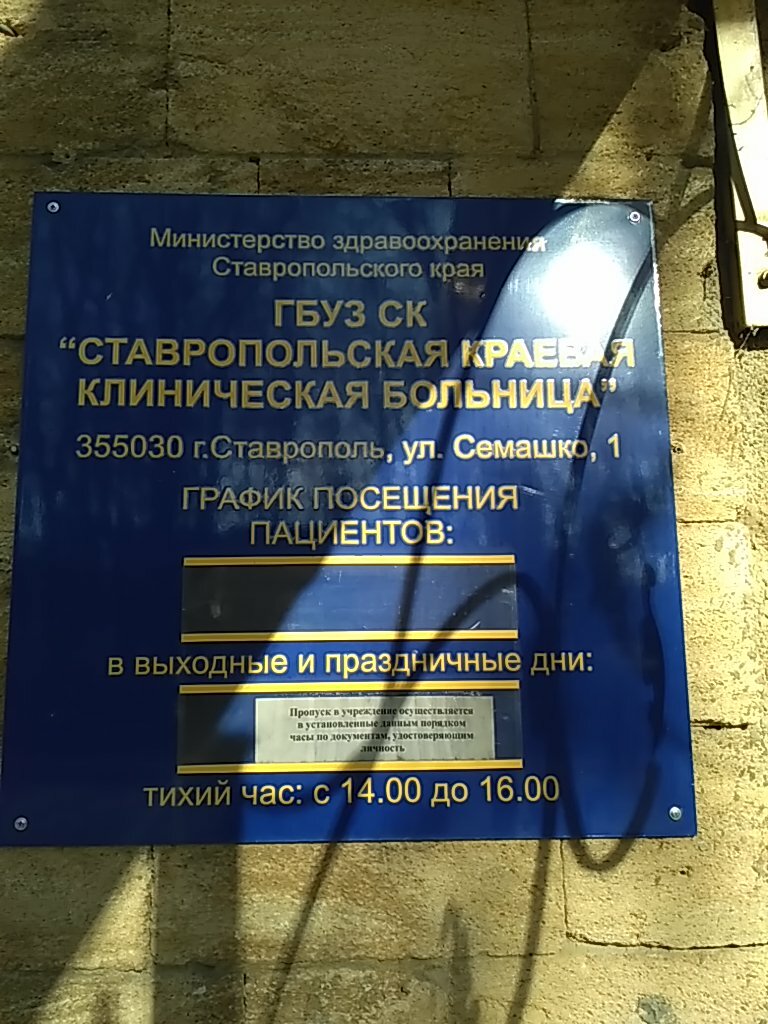 Министерство здравоохранения
Ставропольского края
ГБУЗ СК
“СТАВРОПОЛЬСКАЯ КРАЕВАЯ
КЛИНИЧЕСКАЯ БОЛЬНИЦА”
355030 г.Ставрополь, ул. Семашко, 1
ГРАФИК ПОСЕЩЕНИЯ
ПАЦИЕНТОВ:
в выходные и праздничные дни:
Пропуск в учреждение осуществляется
в установленные данным порядком
часы по документам, удостоверяющим
личность
тихий час: с 14.00 до 16.00